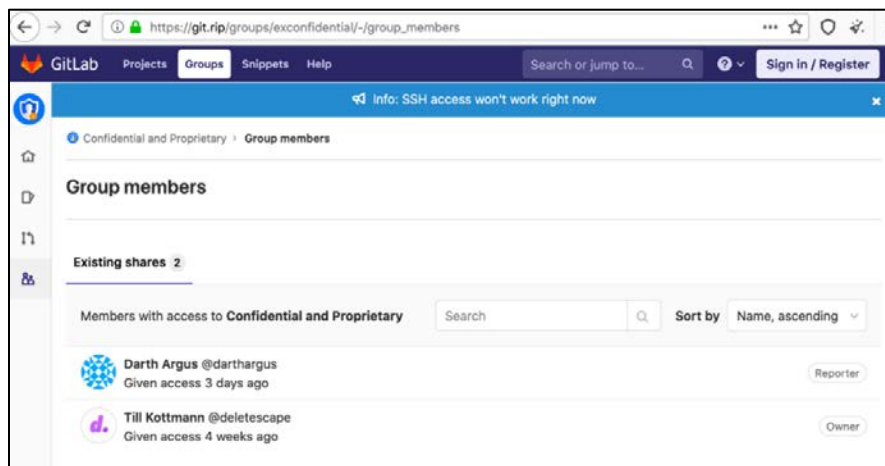 https://git.rip/groups/exconfidential/-/group_members
GitLab Projects Groups Snippets Help Search or jump to... Sign in / Register
Info: SSH access won't work right now
Confidential and Proprietary › Group members
Group members
Existing shares 2
Members with access to Confidential and Proprietary Search Sort by Name, ascending
Darth Argus @darthargus
Given access 3 days ago
Reporter
d.
Till Kottmann @deletescape
Given access 4 weeks ago
Owner